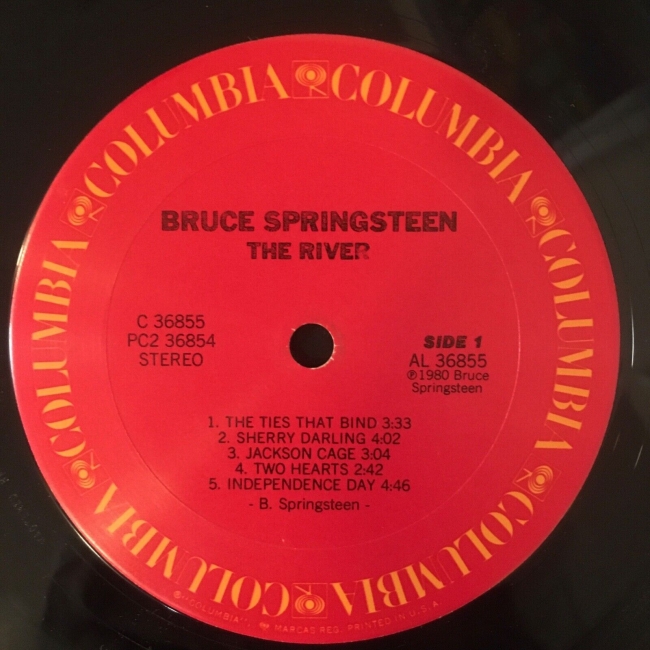 COLUMBIA COLUMBIA COLUMBIA COLUMBIA COLUMBIA COLUMBIA
BRUCE SPRINGSTEEN
THE RIVER
C 36855
PC2 36854
STEREO
SIDE 1
AL 36855
℗1980 Bruce
Springsteen
1. THE TIES THAT BIND 3:33
2. SHERRY DARLING 4:02
3. JACKSON CAGE 3:04
4. TWO HEARTS 2:42
5. INDEPENDENCE DAY 4:46
- B. Springsteen -
"COLUMBIA", MARCAS REG. PRINTED IN U.S.A.